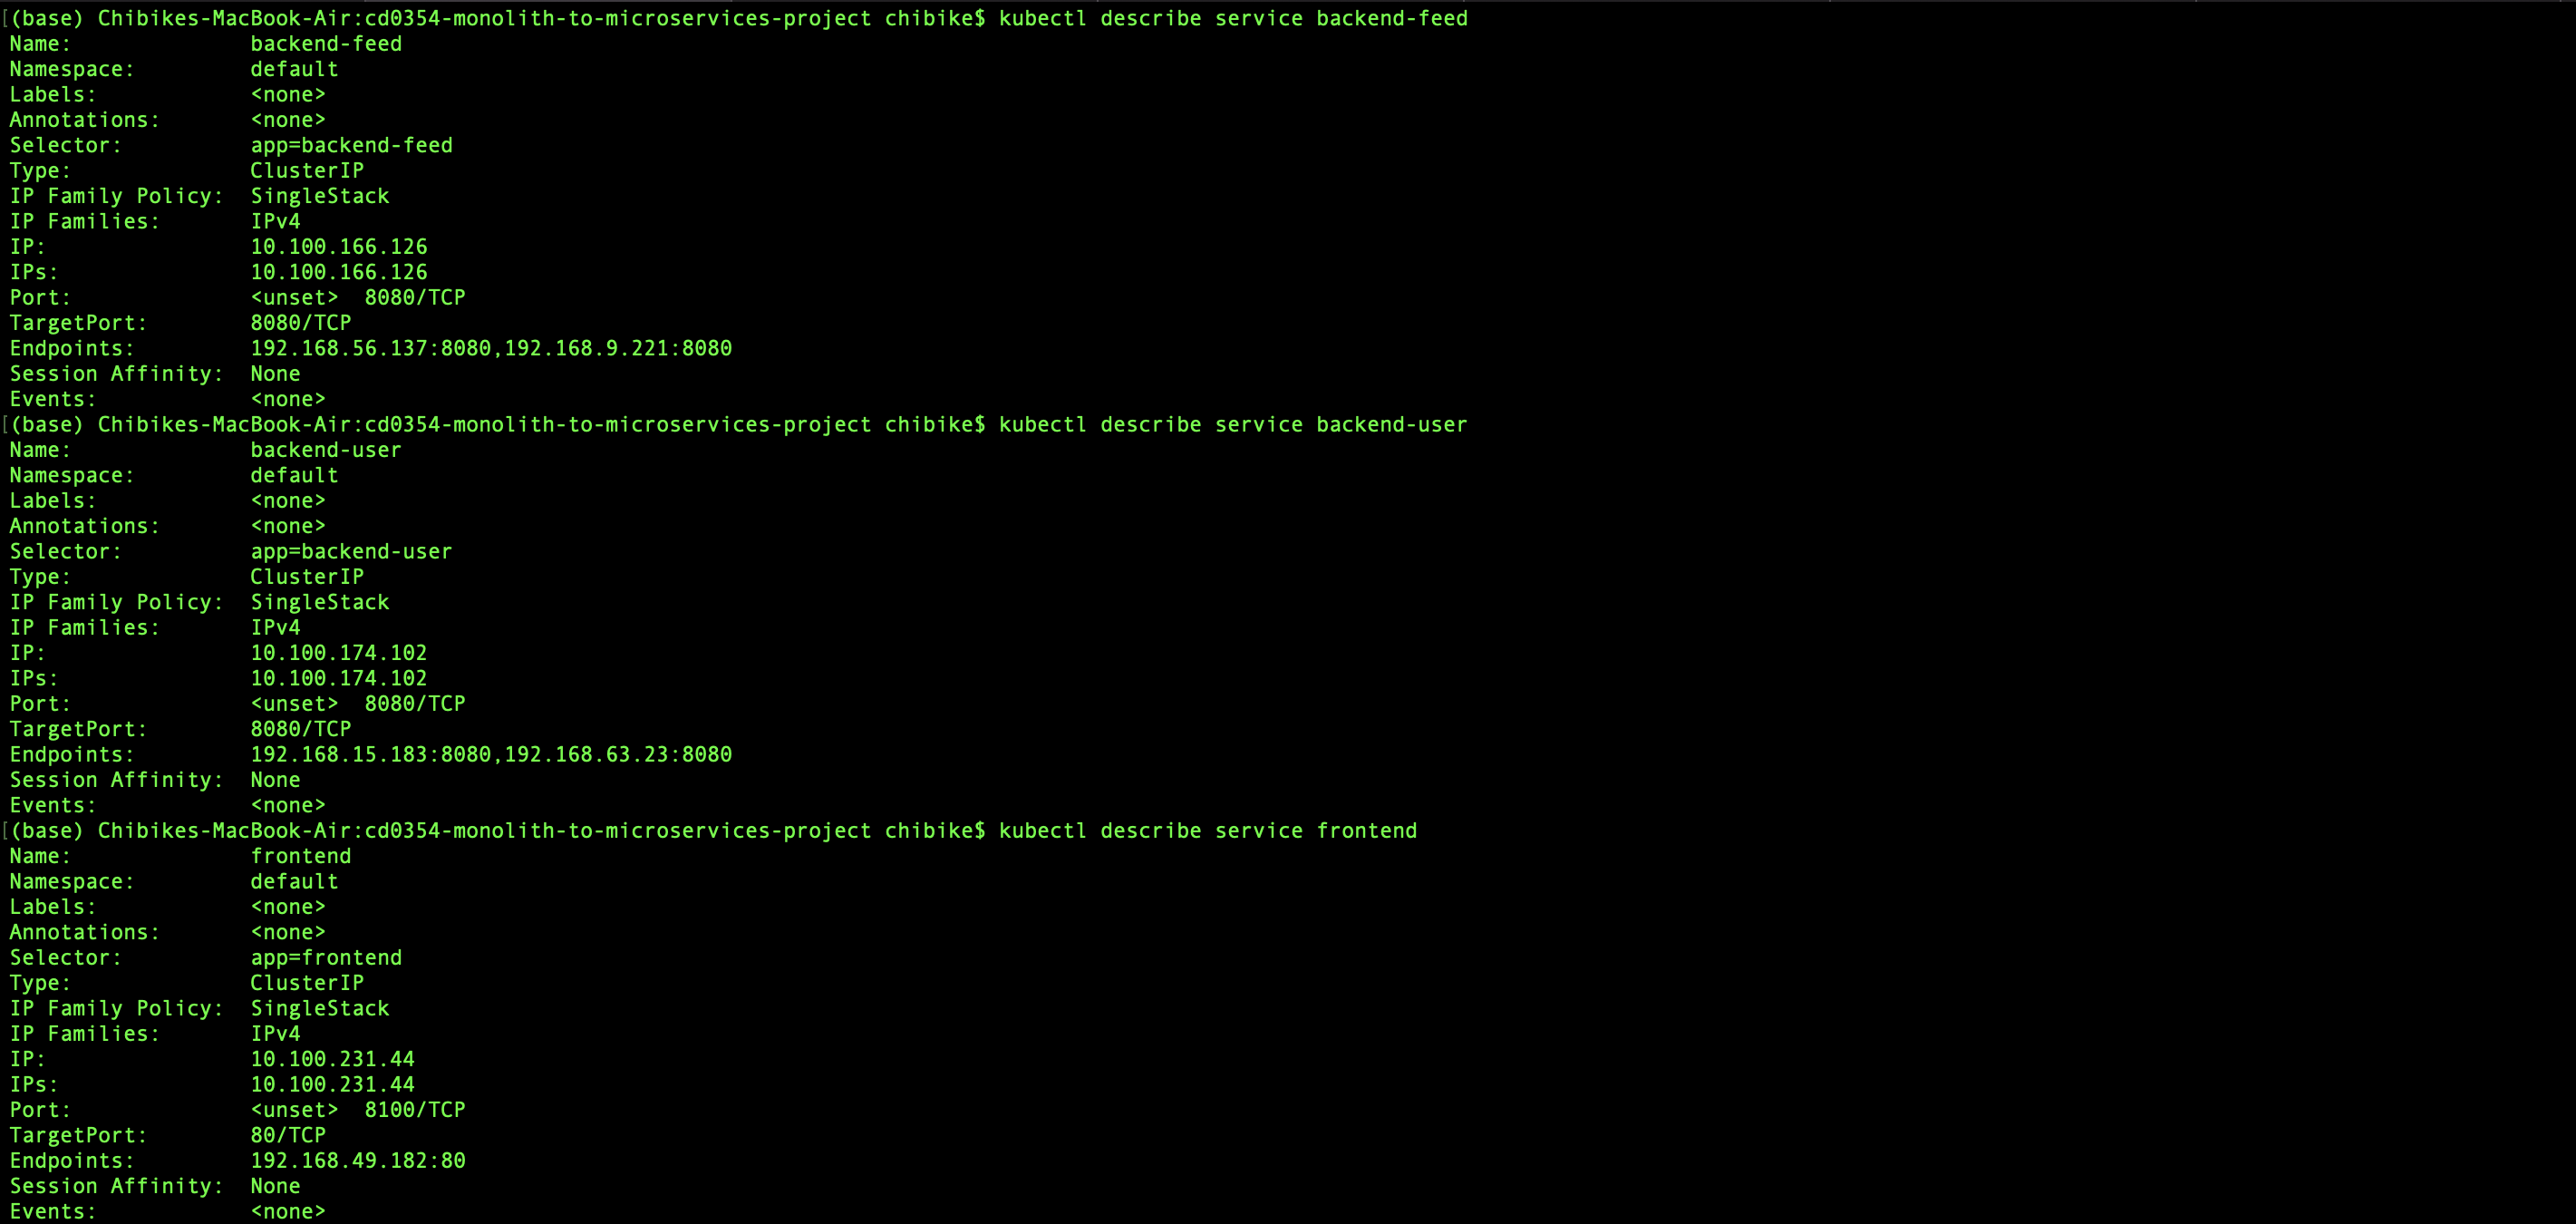 [(base) Chibikes-MacBook-Air:cd0354-monolith-to-microservices-project chibike$ kubectl describe service backend-feed
Name:              backend-feed
Namespace:         default
Labels:            <none>
Annotations:       <none>
Selector:          app=backend-feed
Type:              ClusterIP
IP Family Policy:  SingleStack
IP Families:       IPv4
IP:                10.100.166.126
IPs:               10.100.166.126
Port:              <unset>  8080/TCP
TargetPort:        8080/TCP
Endpoints:         192.168.56.137:8080,192.168.9.221:8080
Session Affinity:  None
Events:            <none>
[(base) Chibikes-MacBook-Air:cd0354-monolith-to-microservices-project chibike$ kubectl describe service backend-user
Name:              backend-user
Namespace:         default
Labels:            <none>
Annotations:       <none>
Selector:          app=backend-user
Type:              ClusterIP
IP Family Policy:  SingleStack
IP Families:       IPv4
IP:                10.100.174.102
IPs:               10.100.174.102
Port:              <unset>  8080/TCP
TargetPort:        8080/TCP
Endpoints:         192.168.15.183:8080,192.168.63.23:8080
Session Affinity:  None
Events:            <none>
[(base) Chibikes-MacBook-Air:cd0354-monolith-to-microservices-project chibike$ kubectl describe service frontend
Name:              frontend
Namespace:         default
Labels:            <none>
Annotations:       <none>
Selector:          app=frontend
Type:              ClusterIP
IP Family Policy:  SingleStack
IP Families:       IPv4
IP:                10.100.231.44
IPs:               10.100.231.44
Port:              <unset>  8100/TCP
TargetPort:        80/TCP
Endpoints:         192.168.49.182:80
Session Affinity:  None
Events:            <none>